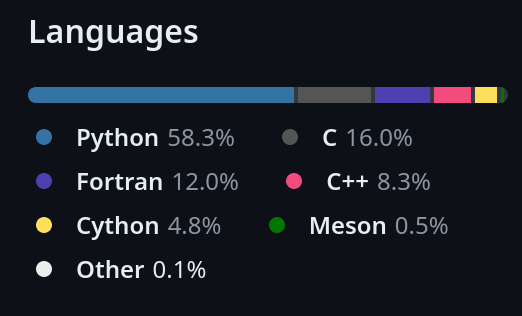 Languages
Python 58.3% C 16.0%
Fortran 12.0% C++ 8.3%
Cython 4.8% Meson 0.5%
Other 0.1%